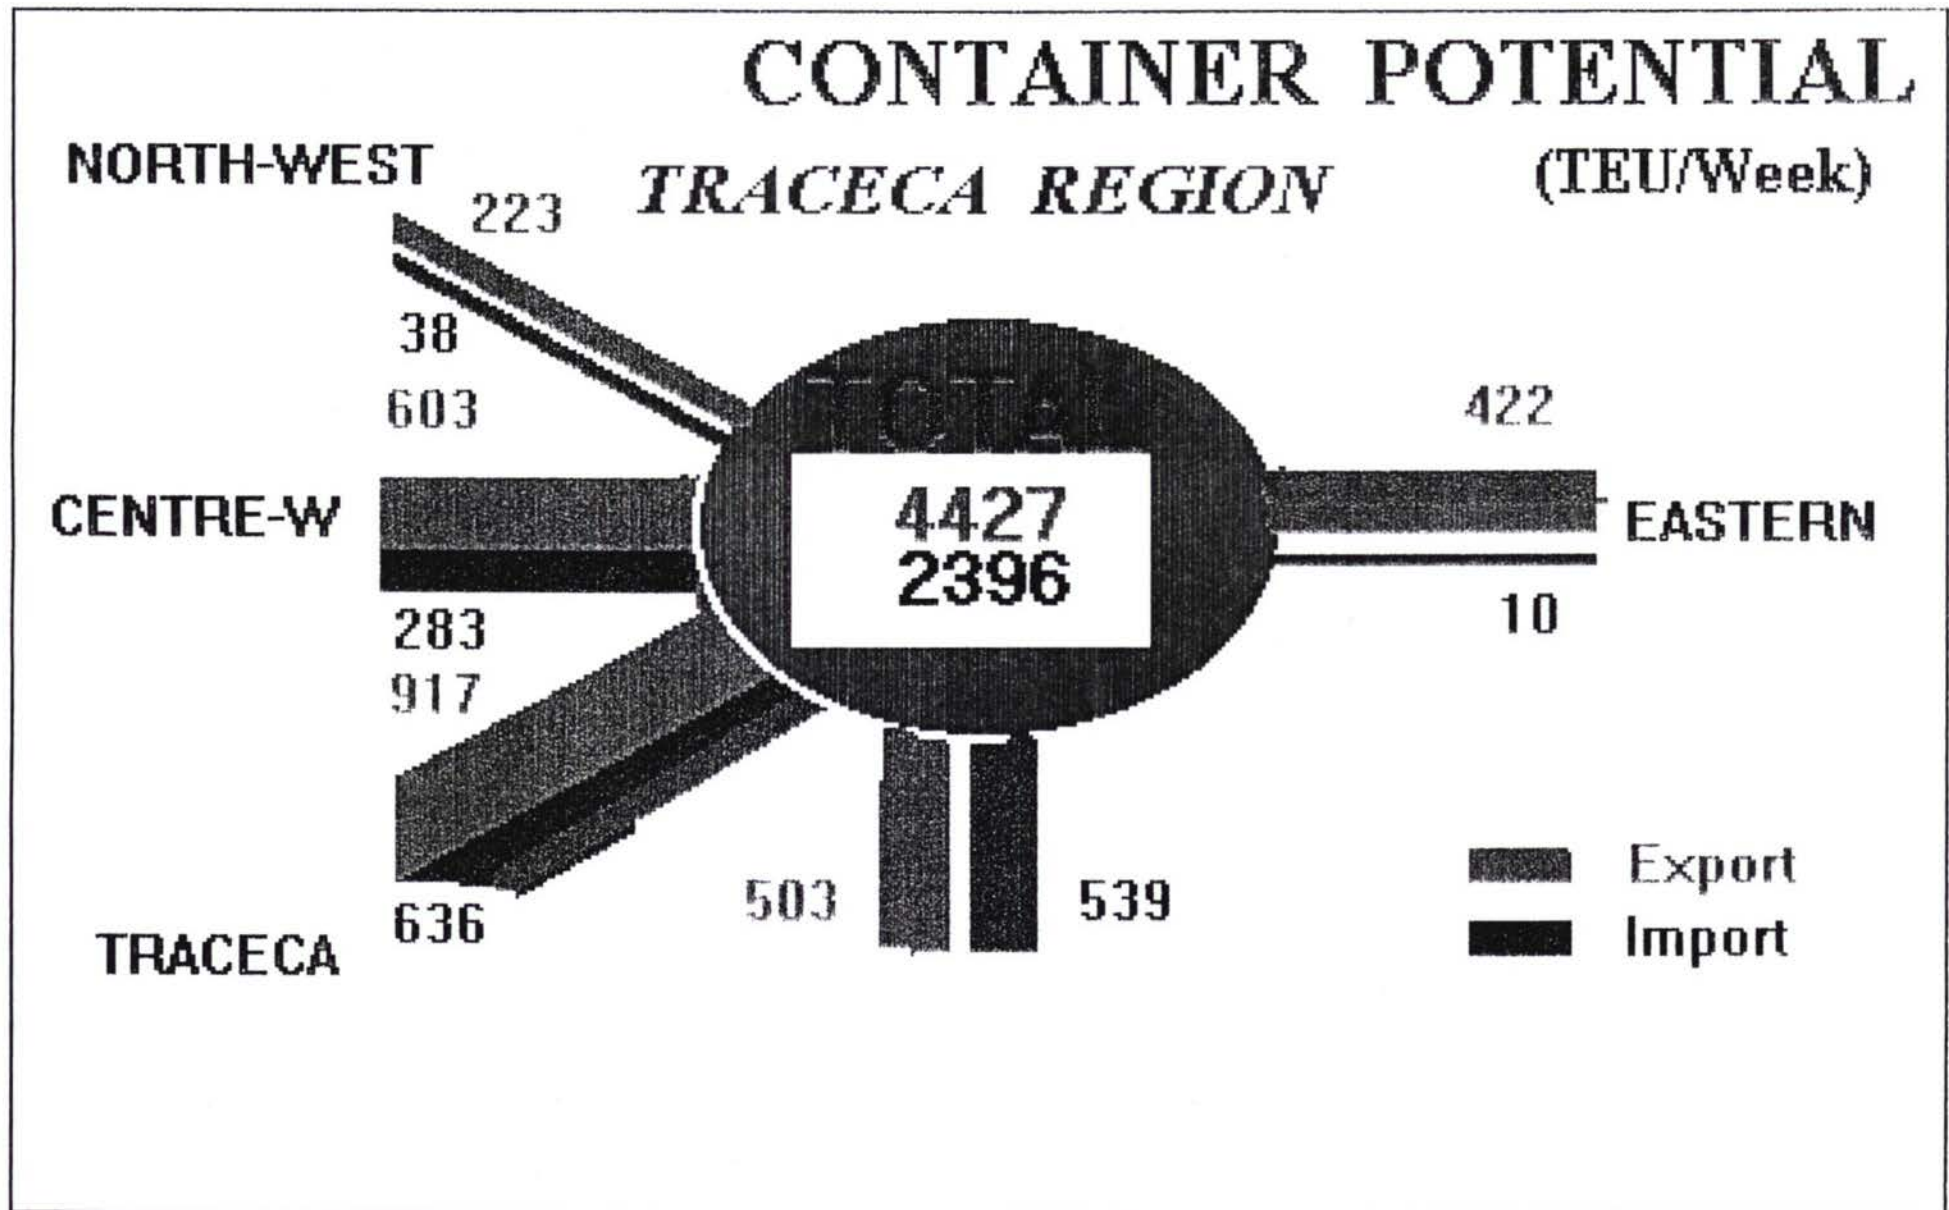 CONTAINER POTENTIAL
NORTH-WEST
TRACECA REGION
(TEU/Week)
223
38
603
TOTAL
422
CENTRE-W
4427
2396
EASTERN
283
10
917
636
TRACECA
503
539
Export
Import